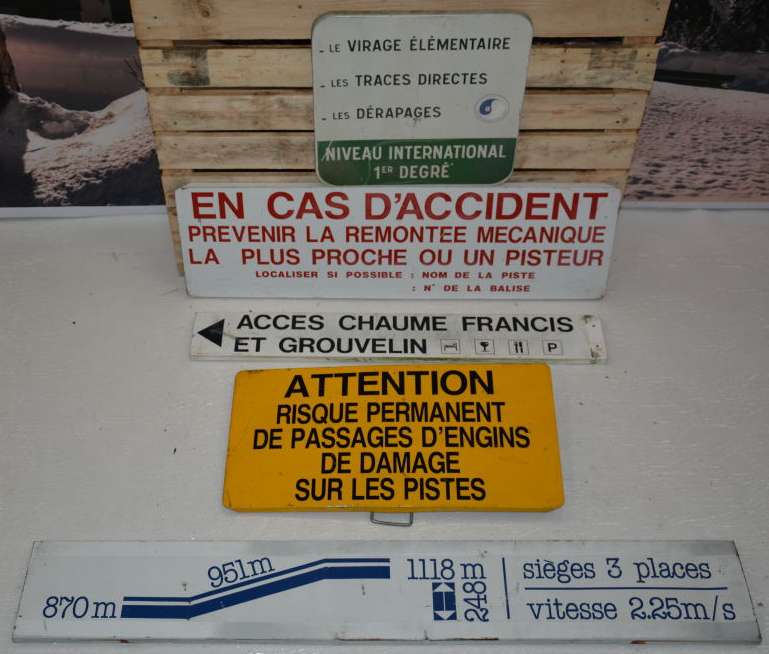 - LE VIRAGE ÉLÉMENTAIRE
- LES TRACES DIRECTES
- LES DÉRAPAGES
NIVEAU INTERNATIONAL
1ER DEGRÉ
EN CAS D'ACCIDENT
PREVENIR LA REMONTEE MECANIQUE
LA PLUS PROCHE OU UN PISTEUR
LOCALISER SI POSSIBLE : NOM DE LA PISTE
: N° DE LA BALISE
ACCES CHAUME FRANCIS
ET GROUVELIN P
ATTENTION
RISQUE PERMANENT
DE PASSAGES D'ENGINS
DE DAMAGE
SUR LES PISTES
870 m 951m 1118 m 248 sièges 3 places
vitesse 2.25m/s